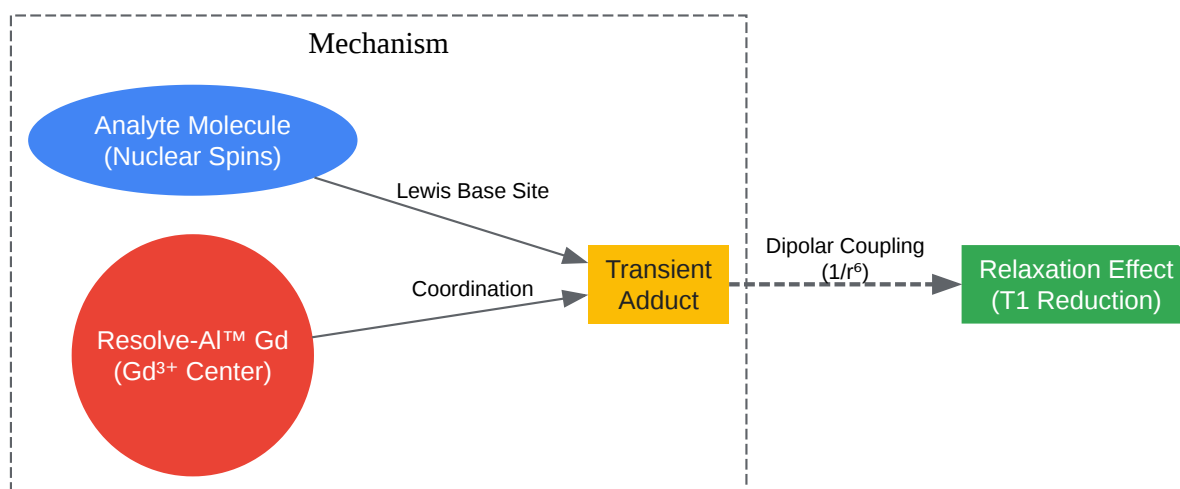 Mechanism
Analyte Molecule
(Nuclear Spins)
Lewis Base Site
Resolve-Al™ Gd
(Gd³⁺ Center)
Coordination
Transient
Adduct
Dipolar Coupling
(1/r⁶)
Relaxation Effect
(T1 Reduction)